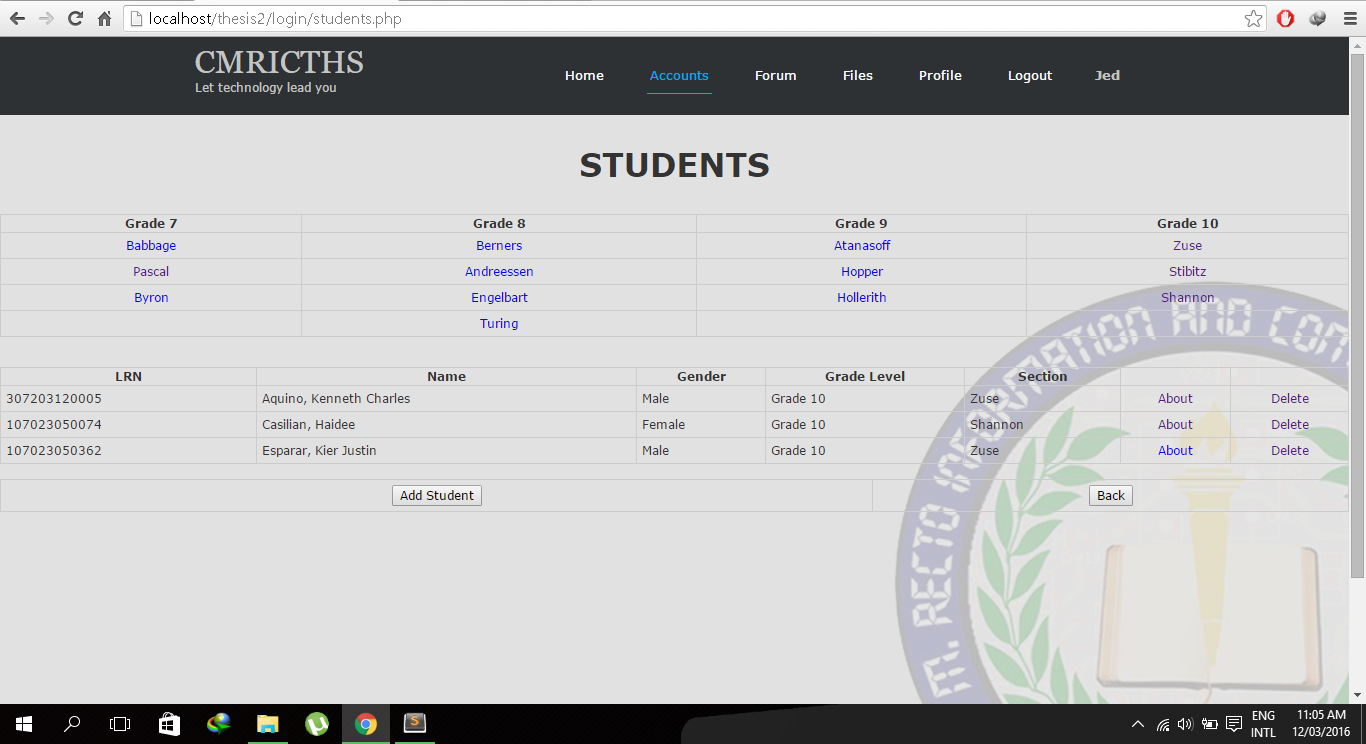 localhost/thesis2/login/students.php
CMRICTHS
Let technology lead you
Home Accounts Forum Files Profile Logout Jed
STUDENTS
Grade 7 Grade 8 Grade 9 Grade 10
Babbage Berners Atanasoff Zuse
Pascal Andreessen Hopper Stibitz
Byron Engelbart Hollerith Shannon
Turing
LRN Name Gender Grade Level Section
307203120005 Aquino, Kenneth Charles Male Grade 10 Zuse About Delete
107023050074 Casilian, Haidee Female Grade 10 Shannon About Delete
107023050362 Esparar, Kier Justin Male Grade 10 Zuse About Delete
Add Student Back
M. RECTO INFORMATION AND
ENG 11:05 AM
INTL 12/03/2016